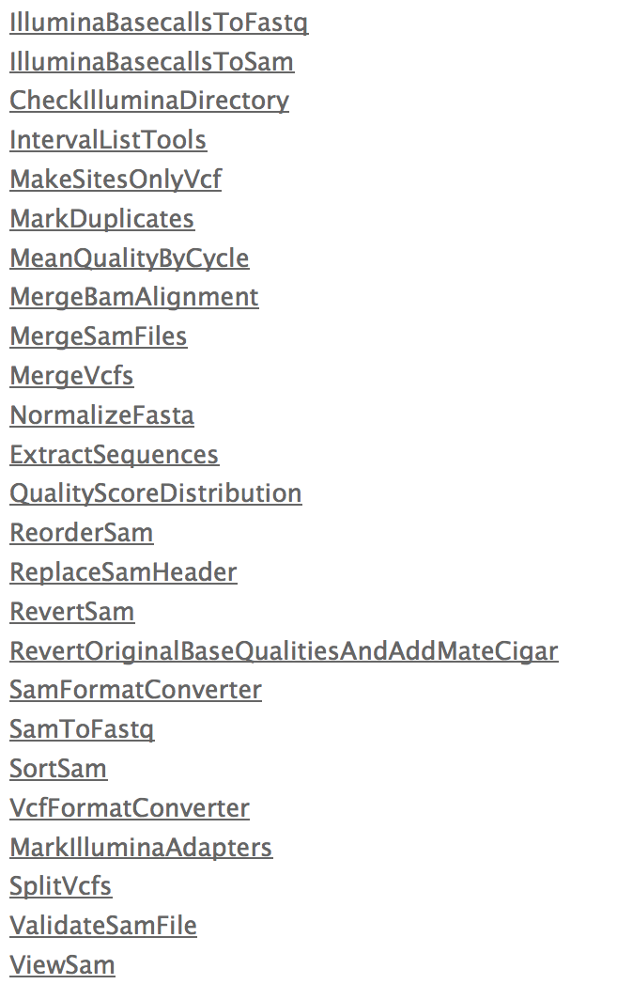 IlluminaBasecallsToFastq
IlluminaBasecallsToSam
CheckIlluminaDirectory
IntervalListTools
MakeSitesOnlyVcf
MarkDuplicates
MeanQualityByCycle
MergeBamAlignment
MergeSamFiles
MergeVcfs
NormalizeFasta
ExtractSequences
QualityScoreDistribution
ReorderSam
ReplaceSamHeader
RevertSam
RevertOriginalBaseQualitiesAndAddMateCigar
SamFormatConverter
SamToFastq
SortSam
VcfFormatConverter
MarkIlluminaAdapters
SplitVcfs
ValidateSamFile
ViewSam